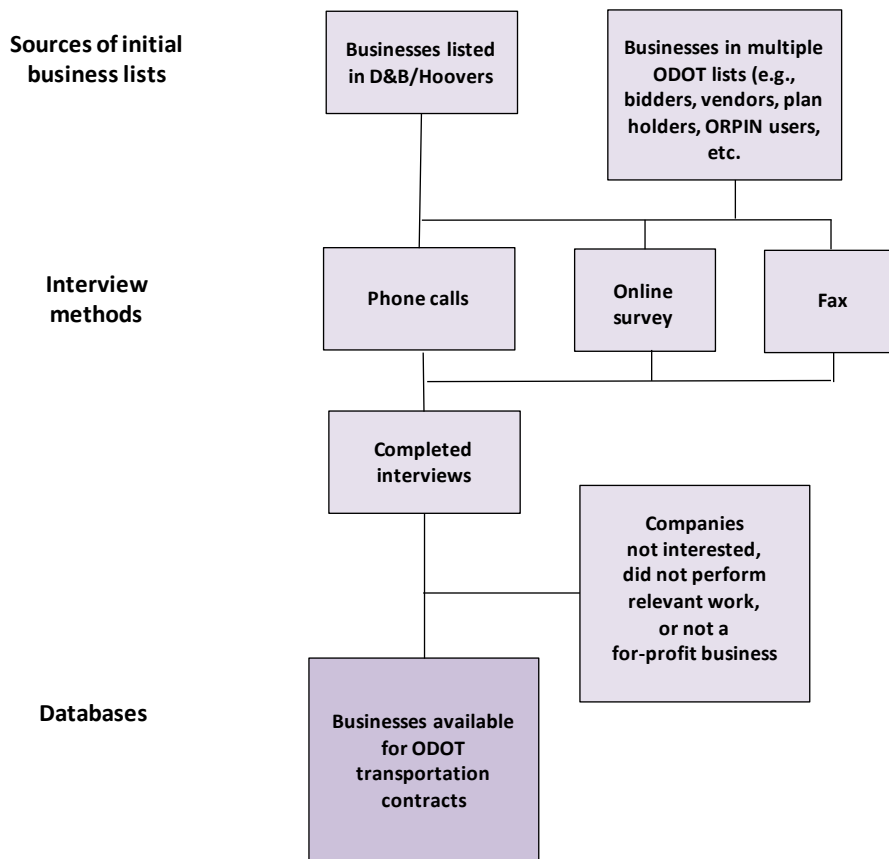 Sources of initial
business lists
Businesses listed
in D&B/Hoovers
Businesses in multiple
ODOT lists (e.g.,
bidders, vendors, plan
holders, ORPIN users,
etc.
Interview
methods
Phone calls
Online
survey
Fax
Completed
interviews
Companies
not interested,
did not perform
relevant work,
or not a
for-profit business
Databases
Businesses available
for ODOT
transportation
contracts